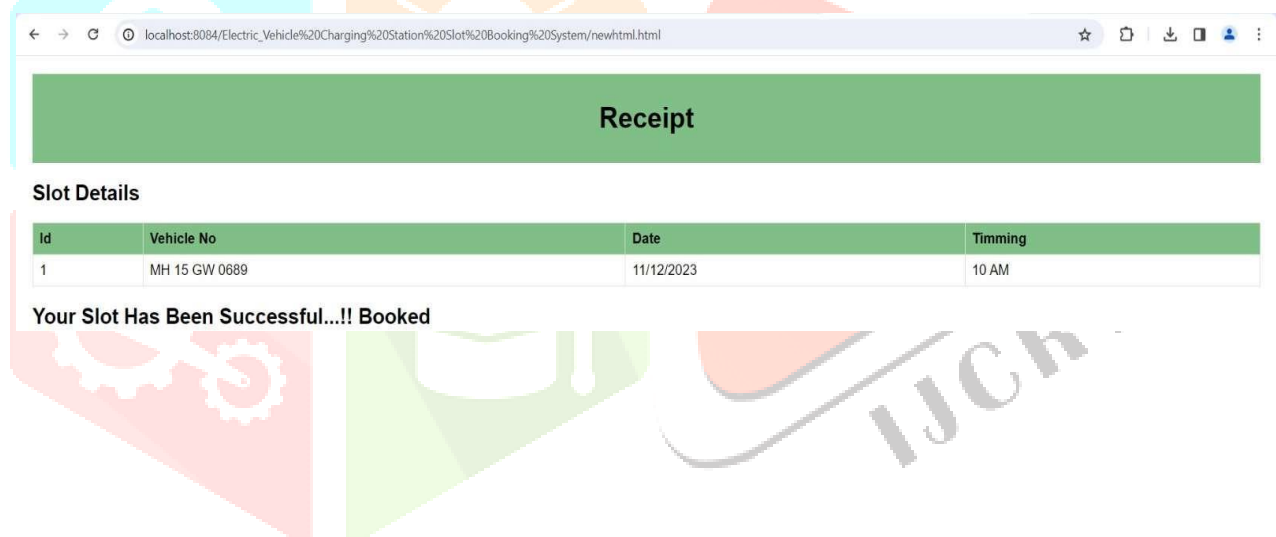 localhost:8084/Electric_Vehicle%20Charging%20Station%20Slot%20Booking%20System/newhtml.html
Receipt
Slot Details
Id Vehicle No Date Timming
1 MH 15 GW 0689 11/12/2023 10 AM
Your Slot Has Been Successful...!! Booked